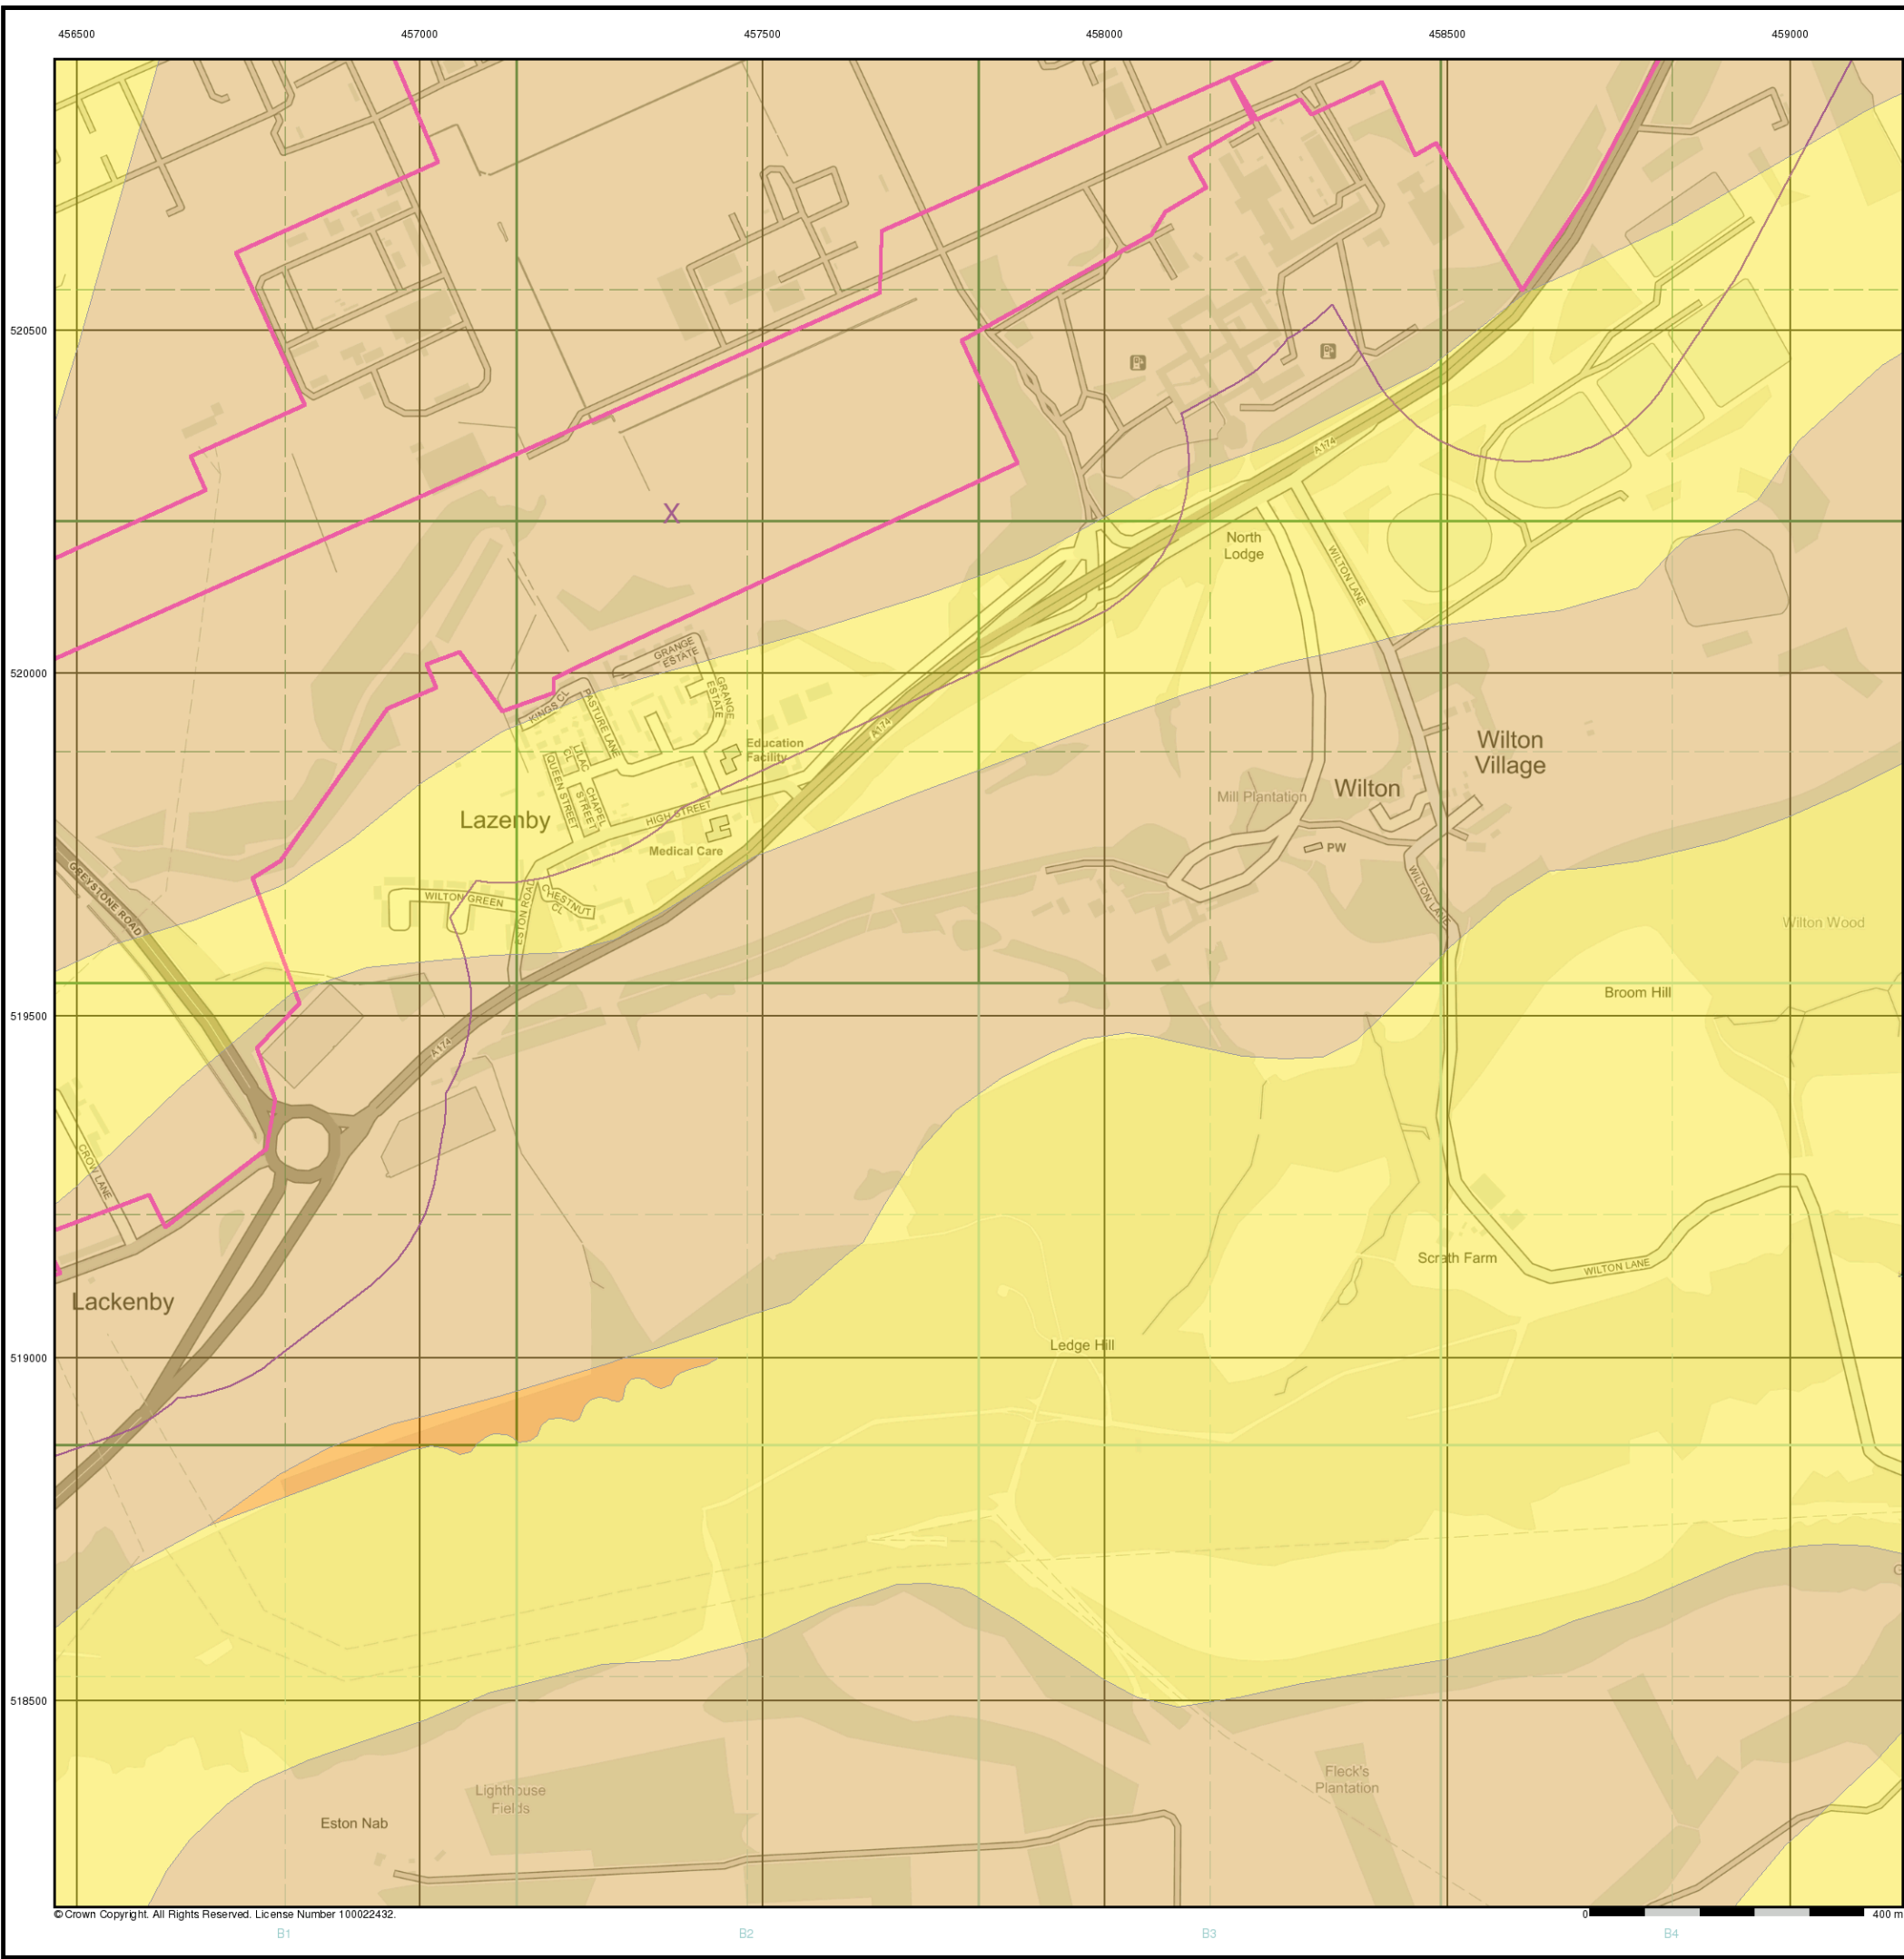 456500 457000 457500 458000 458500 459000
520500
520000
519500
519000
518500
X
A174
North
Lodge
WILTON LANE
GRANGE
ESTATE
GRANGE
ESTATE
KINGS CL
PASTURE LANE
LILAC
CL
QUEEN STREET
CHAPEL
STREET
Education
Facility
A174
Lazenby
HIGH STREET
Medical Care
Wilton
Village
Wilton
Mill Plantation
PW
WILTON LANE
GREYSTONE ROAD
WILTON GREEN
ESTON ROAD
CHESTNUT
CL
Wilton Wood
Broom Hill
A174
CROW LANE
Lackenby
Scrath Farm
WILTON LANE
Ledge Hill
G
Lighthouse
Fields
Fleck's
Plantation
Eston Nab
© Crown Copyright. All Rights Reserved. License Number 100022432.
0 400 m
B1 B2 B3 B4